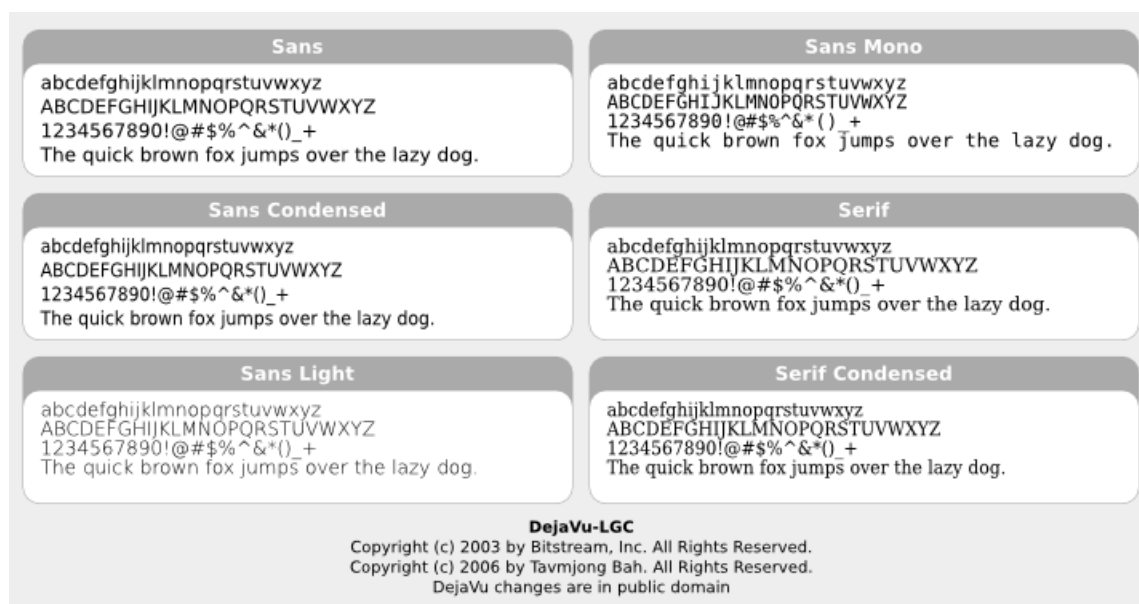 Sans
abcdefghijklmnopqrstuvwxyz
ABCDEFGHIJKLMNOPQRSTUVWXYZ
1234567890!@#$%^&*()_+
The quick brown fox jumps over the lazy dog.
Sans Mono
abcdefghijklmnopqrstuvwxyz
ABCDEFGHIJKLMNOPQRSTUVWXYZ
1234567890!@#$%^&*()_+
The quick brown fox jumps over the lazy dog.
Sans Condensed
abcdefghijklmnopqrstuvwxyz
ABCDEFGHIJKLMNOPQRSTUVWXYZ
1234567890!@#$%^&*()_+
The quick brown fox jumps over the lazy dog.
Serif
abcdefghijklmnopqrstuvwxyz
ABCDEFGHIJKLMNOPQRSTUVWXYZ
1234567890!@#$%^&*()_+
The quick brown fox jumps over the lazy dog.
Sans Light
abcdefghijklmnopqrstuvwxyz
ABCDEFGHIJKLMNOPQRSTUVWXYZ
1234567890!@#$%^&*()_+
The quick brown fox jumps over the lazy dog.
Serif Condensed
abcdefghijklmnopqrstuvwxyz
ABCDEFGHIJKLMNOPQRSTUVWXYZ
1234567890!@#$%^&*()_+
The quick brown fox jumps over the lazy dog.
DejaVu-LGC
Copyright (c) 2003 by Bitstream, Inc. All Rights Reserved.
Copyright (c) 2006 by Tavmjong Bah. All Rights Reserved.
DejaVu changes are in public domain